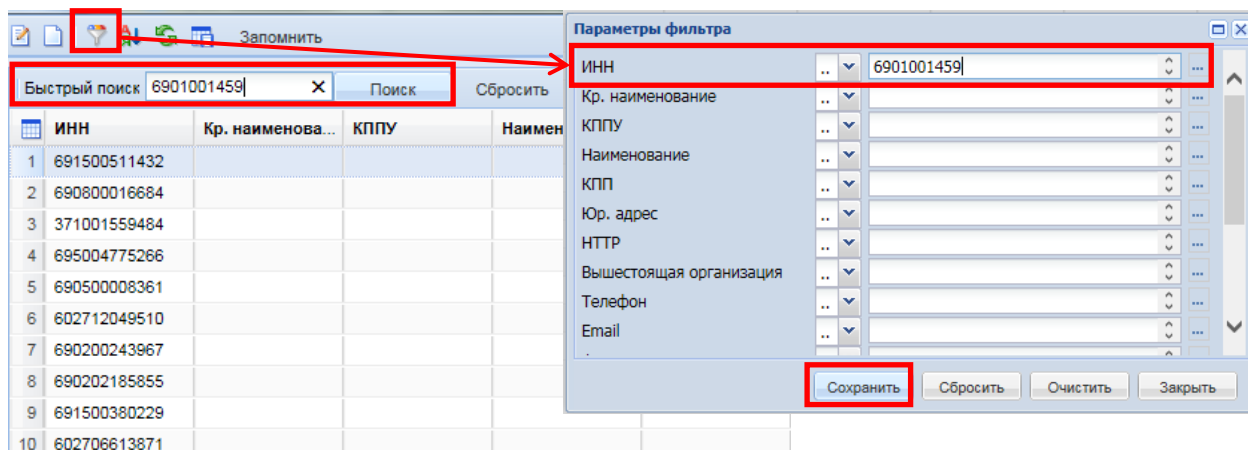 Запомнить
Быстрый поиск 6901001459 Поиск Сбросить
ИНН Кр. наименова... КППУ Наимен
1 691500511432
2 690800016684
3 371001559484
4 695004775266
5 690500008361
6 602712049510
7 690200243967
8 690202185855
9 691500380229
10 602706613871
Параметры фильтра
ИНН .. 6901001459 ...
Кр. наименование .. ...
КППУ .. ...
Наименование .. ...
КПП .. ...
Юр. адрес .. ...
HTTP .. ...
Вышестоящая организация .. ...
Телефон .. ...
Email .. ...
Сохранить Сбросить Очистить Закрыть